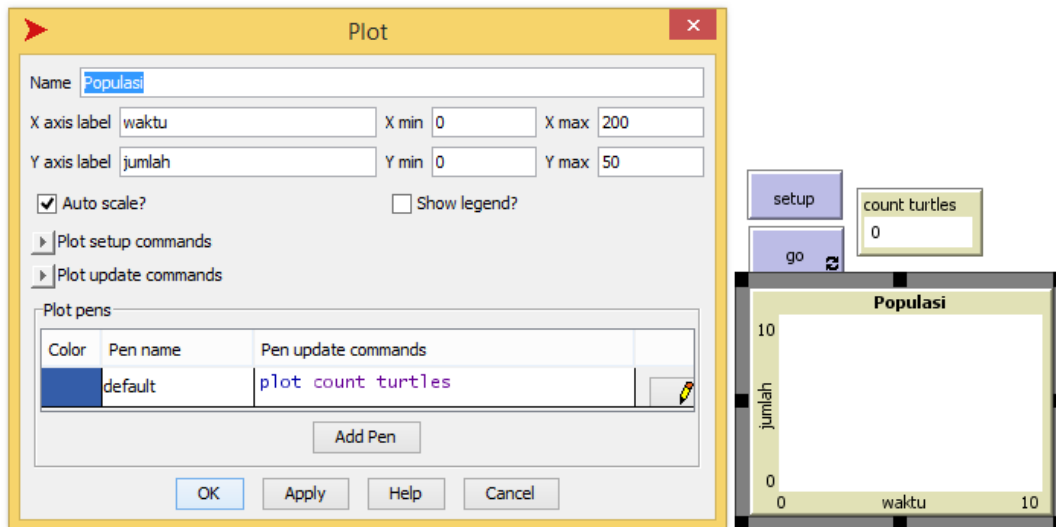 Plot
Name Populasi
X axis label waktu X min 0 X max 200
Y axis label jumlah Y min 0 Y max 50
Auto scale? Show legend?
Plot setup commands
Plot update commands
Plot pens
Color Pen name Pen update commands
default plot count turtles
Add Pen
OK Apply Help Cancel
setup
count turtles
0
go
Populasi
10
jumlah
0
0 waktu 10